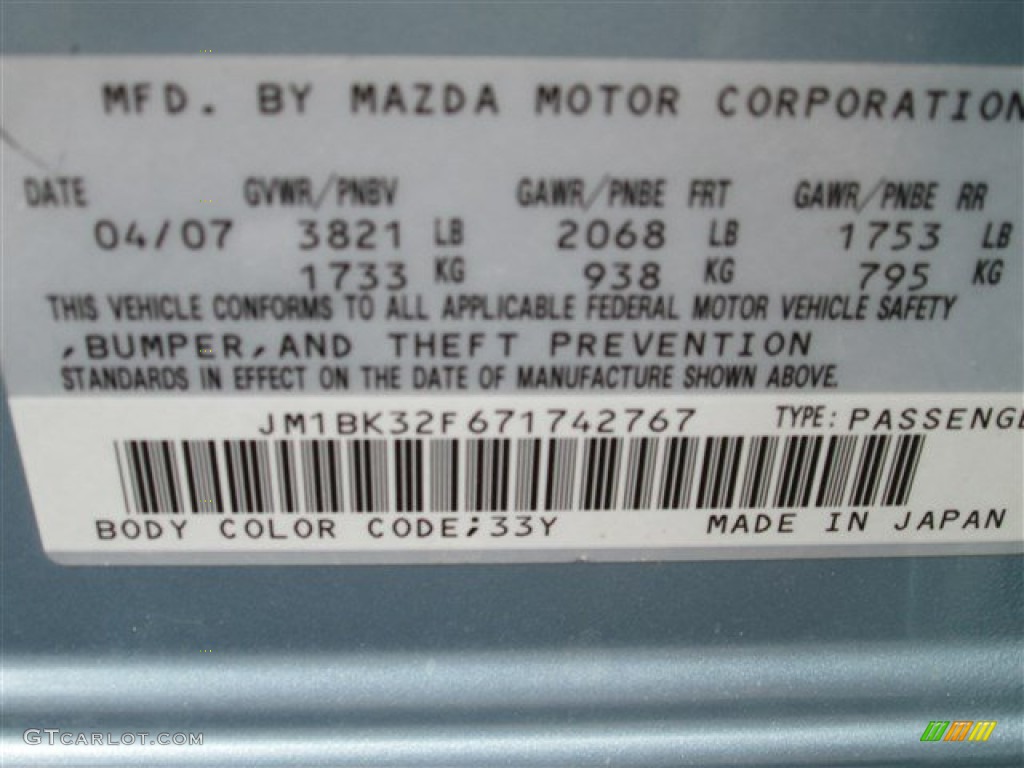 MFD. BY MAZDA MOTOR CORPORATION
DATE GVWR/PNBV GAWR/PNBE FRT GAWR/PNBE RR
04/07 3821 LB 2068 LB 1753 LB
1733 KG 938 KG 795 KG
THIS VEHICLE CONFORMS TO ALL APPLICABLE FEDERAL MOTOR VEHICLE SAFETY
,BUMPER,AND THEFT PREVENTION
STANDARDS IN EFFECT ON THE DATE OF MANUFACTURE SHOWN ABOVE.
JM1BK32F671742767 TYPE: PASSENGE
BODY COLOR CODE;33Y MADE IN JAPAN
GTCARLOT.COM